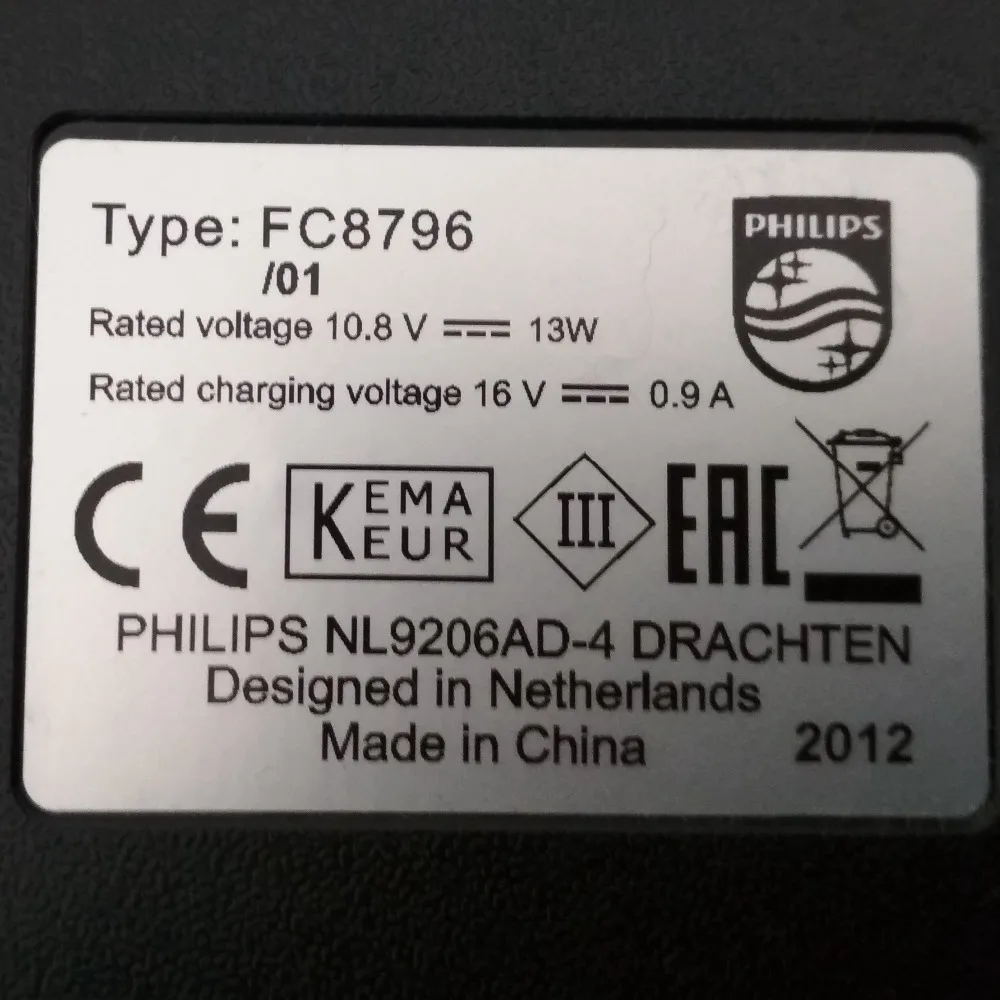 Type: FC8796
/01
PHILIPS
Rated voltage 10.8 V ⎓ 13W
Rated charging voltage 16 V ⎓ 0.9 A
CE KEMA KEUR III EAC
PHILIPS NL9206AD-4 DRACHTEN
Designed in Netherlands
Made in China 2012